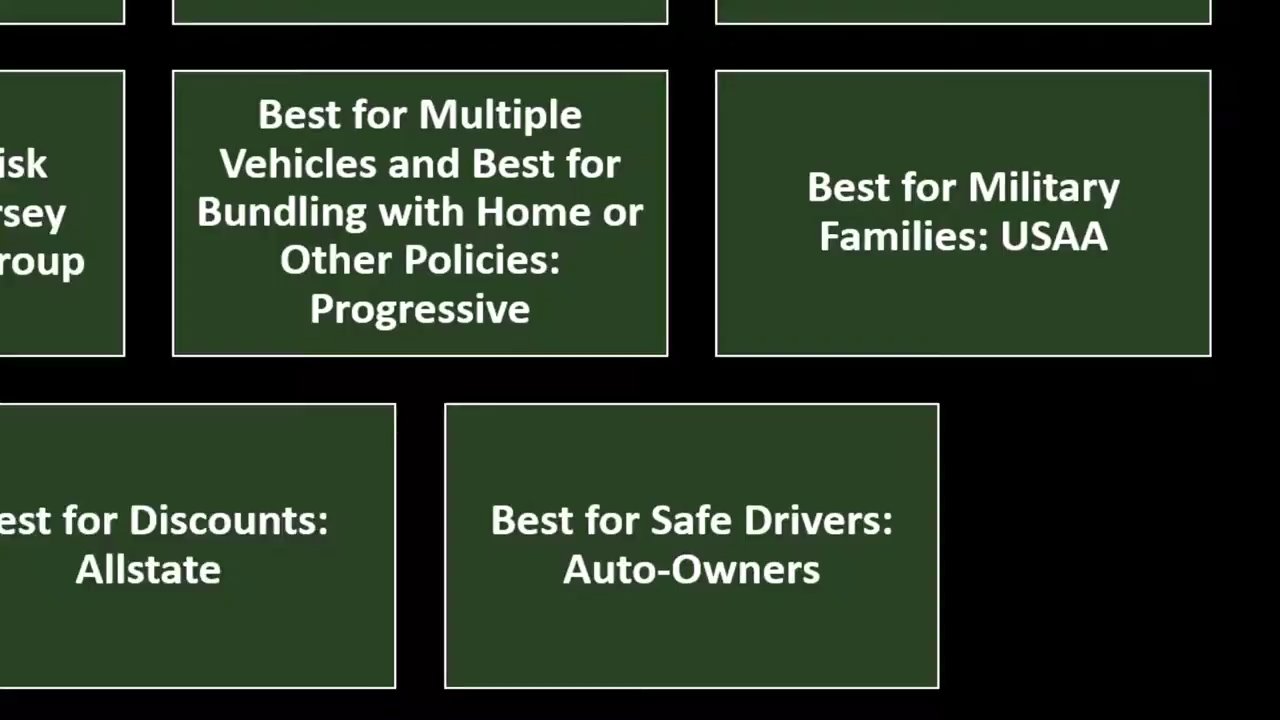 isk
rsey
roup
Best for Multiple
Vehicles and Best for
Bundling with Home or
Other Policies:
Progressive
Best for Military
Families: USAA
est for Discounts:
Allstate
Best for Safe Drivers:
Auto-Owners